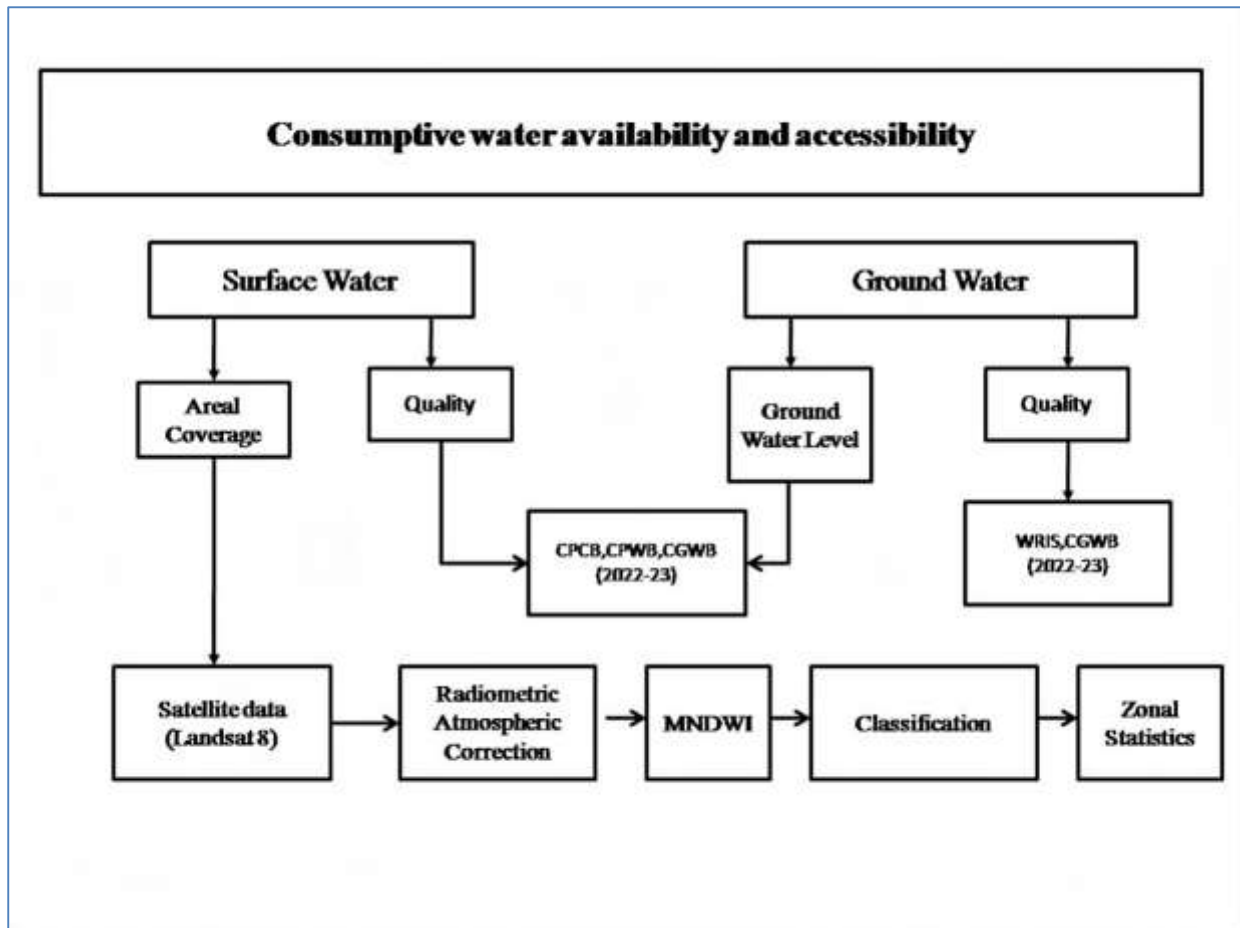 Consumptive water availability and accessibility
Surface Water
Ground Water
Areal
Coverage
Quality
Ground
Water Level
Quality
CPCB,CPWB,CGWB
(2022-23)
WRIS,CGWB
(2022-23)
Satellite data
(Landsat 8)
Radiometric
Atmospheric
Correction
MNDWI
Classification
Zonal
Statistics